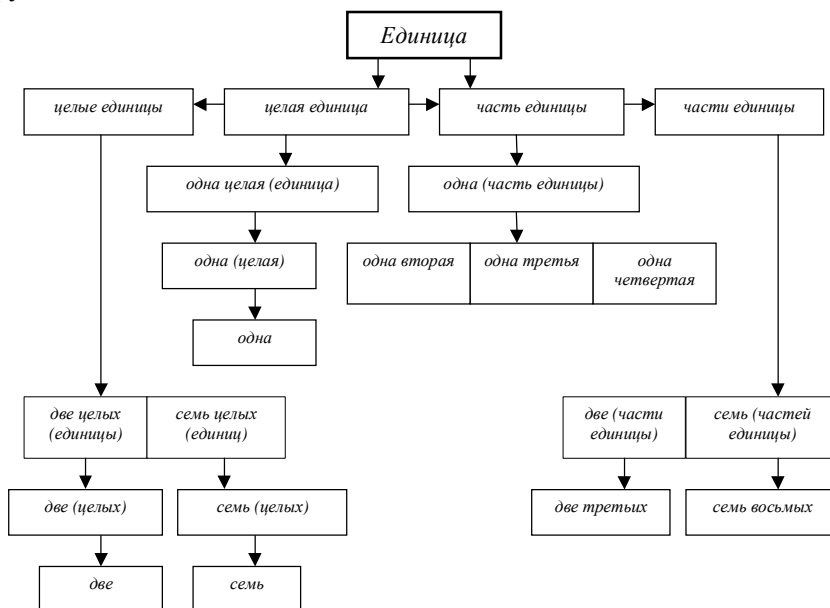 Единица
целые единицы
целая единица
часть единицы
части единицы
одна целая (единица)
одна (часть единицы)
одна (целая)
одна вторая
одна третья
одна
четвертая
одна
две целых
(единицы)
семь целых
(единиц)
две (части
единицы)
семь (частей
единицы)
две (целых)
семь (целых)
две третьих
семь восьмых
две
семь